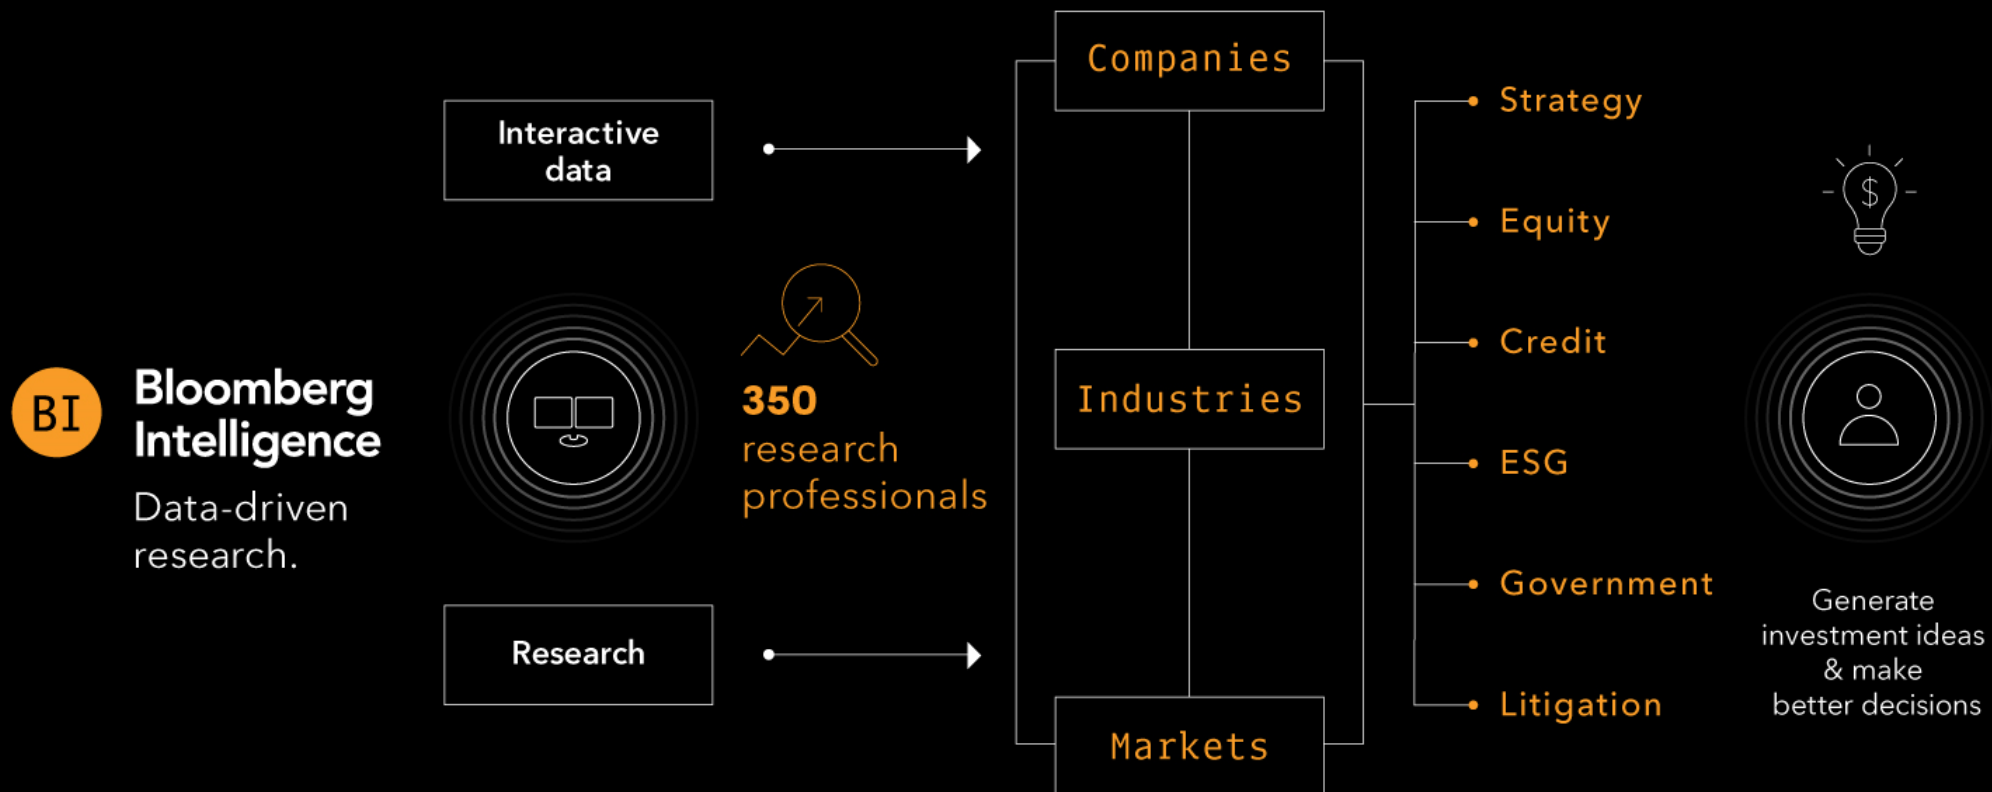 BI
Bloomberg
Intelligence
Data-driven
research.
Interactive
data
350
research
professionals
Research
Companies
Industries
Markets
Strategy
Equity
Credit
ESG
Government
Litigation
$
Generate
investment ideas
& make
better decisions